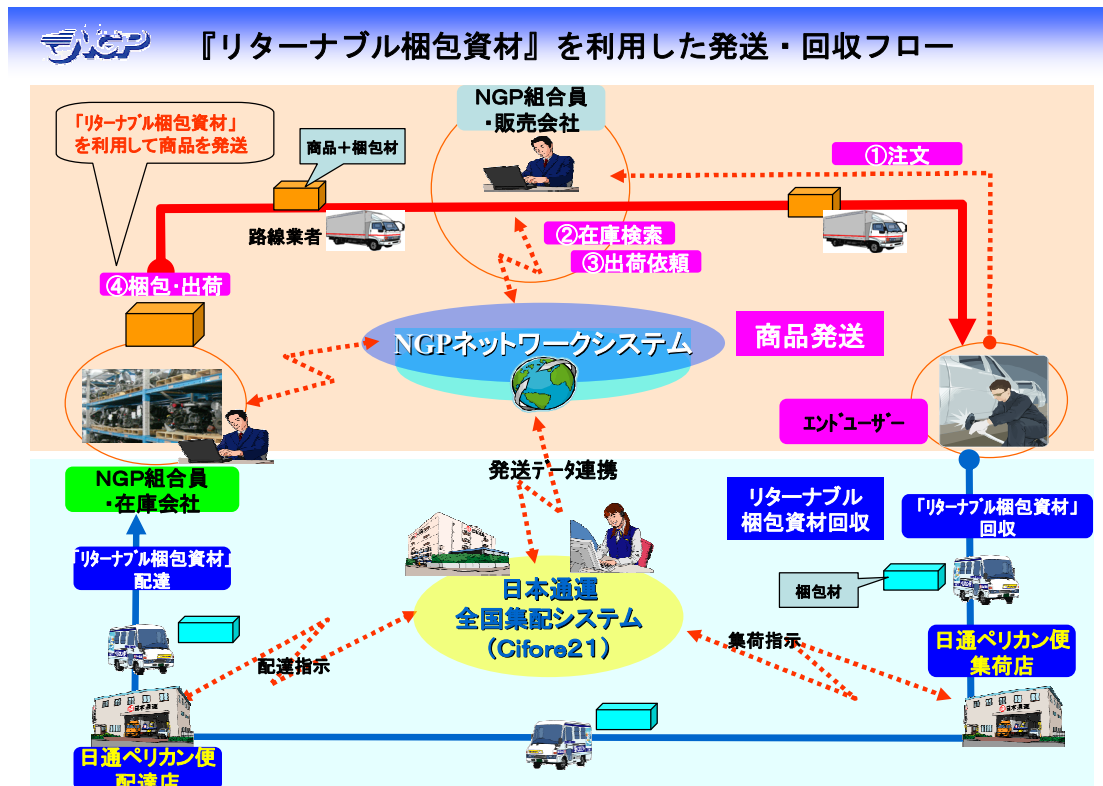 NGP
『リターナブル梱包資材』を利用した発送・回収フロー
NGP組合員
・販売会社
「ﾘﾀｰﾅﾌﾞﾙ梱包資材」
を利用して商品を発送
商品＋梱包材
①注文
路線業者
②在庫検索
③出荷依頼
④梱包・出荷
NGPネットワークシステム
商品発送
ｴﾝﾄﾞﾕｰｻﾞｰ
NGP組合員
・在庫会社
発送ﾃﾞｰﾀ連携
リターナブル
梱包資材回収
「ﾘﾀｰﾅﾌﾞﾙ梱包資材」
回収
「ﾘﾀｰﾅﾌﾞﾙ梱包資材」
配達
梱包材
日本通運
全国集配システム
（Cifore21）
配達指示
集荷指示
日通ペリカン便
集荷店
日通ペリカン便
配達店